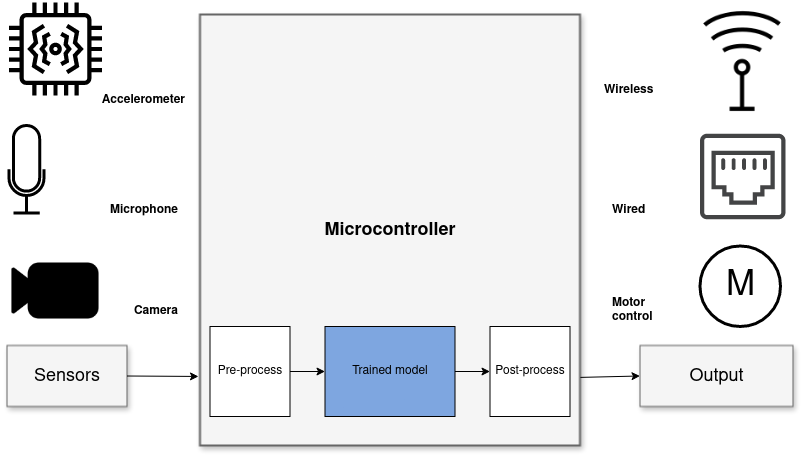 Accelerometer
Microphone
Camera
Sensors
Microcontroller
Pre-process
Trained model
Post-process
Wireless
Wired
M
Motor
control
Output